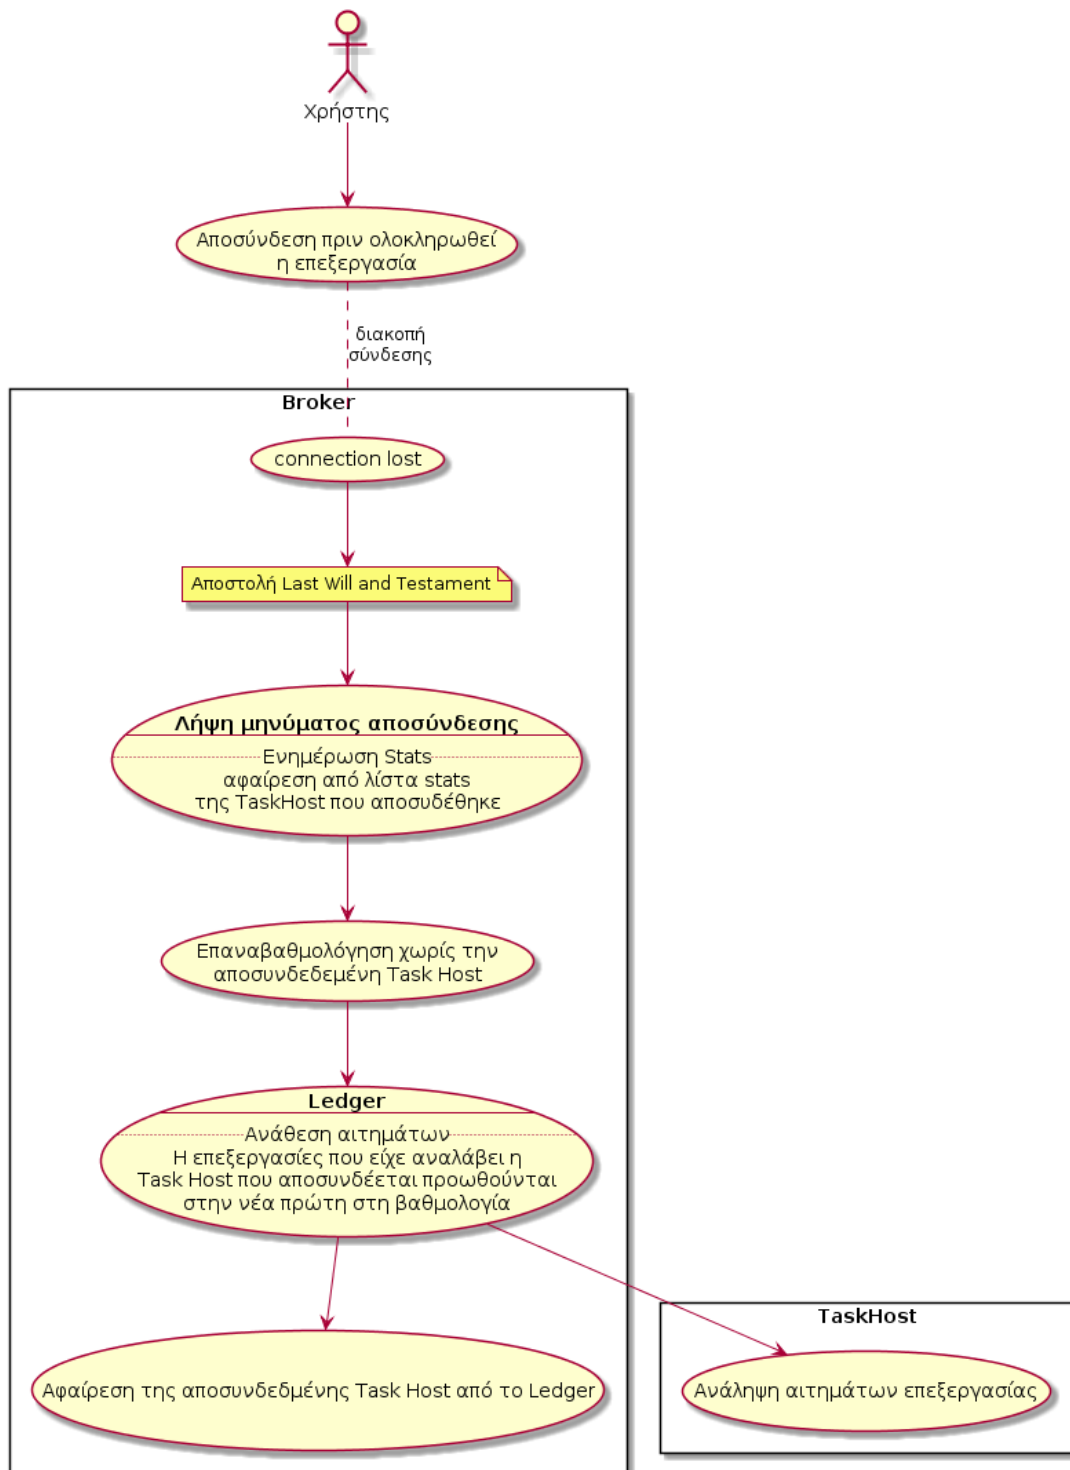 Χρήστης
Αποσύνδεση πριν ολοκληρωθεί
η επεξεργασία
διακοπή
σύνδεσης
Broker
connection lost
Αποστολή Last Will and Testament
Λήψη μηνύματος αποσύνδεσης
Ενημέρωση Stats
αφαίρεση από λίστα stats
της TaskHost που αποσυδέθηκε
Επαναβαθμολόγηση χωρίς την
αποσυνδεδεμένη Task Host
Ledger
Ανάθεση αιτημάτων
Η επεξεργασίες που είχε αναλάβει η
Task Host που αποσυνδέεται προωθούνται
στην νέα πρώτη στη βαθμολογία
TaskHost
Αφαίρεση της αποσυνδεδμένης Task Host από το Ledger
Ανάληψη αιτημάτων επεξεργασίας